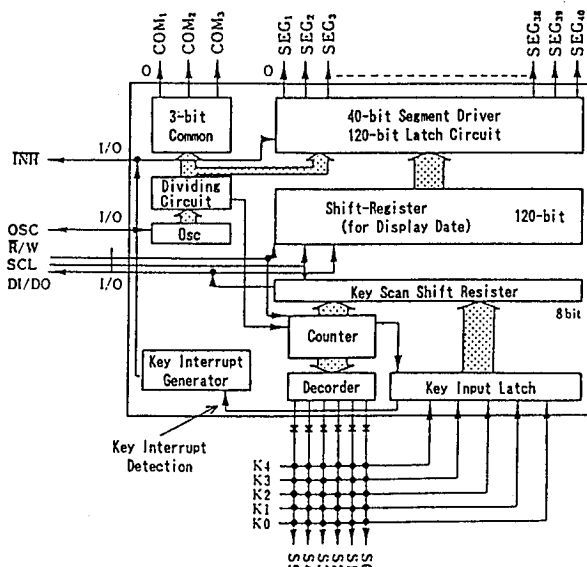 COM1 COM2 COM3
SEG1 SEG2 SEG3 SEG38 SEG39 SEG40
O O
3-bit
Common
40-bit Segment Driver
120-bit Latch Circuit
INH I/O
Dividing
Circuit
Shift-Register
(for Display Date)
120-bit
OSC I/O
Osc
R/W
SCL
DI/DO I/O
Key Scan Shift Register
8bit
Counter
Key Interrupt
Generator
Decorder
Key Input Latch
Key Interrupt
Detection
K4
K3
K2
K1
K0